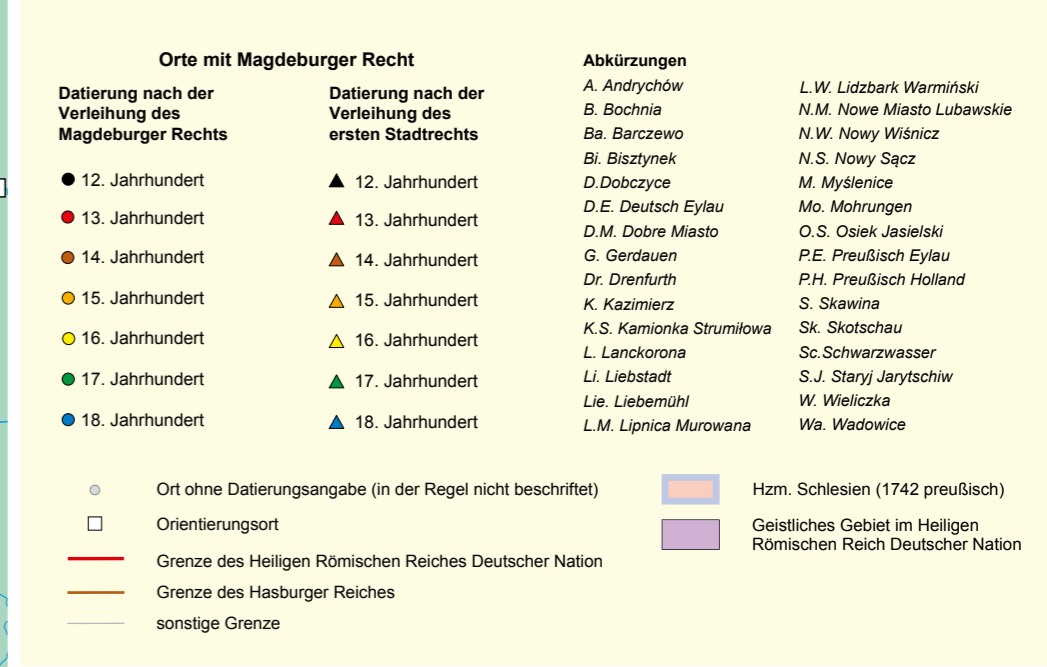 Orte mit Magdeburger Recht
Datierung nach der
Verleihung des
Magdeburger Rechts
12. Jahrhundert
13. Jahrhundert
14. Jahrhundert
15. Jahrhundert
16. Jahrhundert
17. Jahrhundert
18. Jahrhundert
Datierung nach der
Verleihung des
ersten Stadtrechts
12. Jahrhundert
13. Jahrhundert
14. Jahrhundert
15. Jahrhundert
16. Jahrhundert
17. Jahrhundert
18. Jahrhundert
Abkürzungen
A. Andrychów
B. Bochnia
Ba. Barczewo
Bi. Bisztynek
D.Dobczyce
D.E. Deutsch Eylau
D.M. Dobre Miasto
G. Gerdauen
Dr. Drenfurth
K. Kazimierz
K.S. Kamionka Strumiłowa
L. Lanckorona
Li. Liebstadt
Lie. Liebemühl
L.M. Lipnica Murowana
L.W. Lidzbark Warmiński
N.M. Nowe Miasto Lubawskie
N.W. Nowy Wiśnicz
N.S. Nowy Sącz
M. Myślenice
Mo. Mohrungen
O.S. Osiek Jasielski
P.E. Preußisch Eylau
P.H. Preußisch Holland
S. Skawina
Sk. Skotschau
Sc.Schwarzwasser
S.J. Staryj Jarytschiw
W. Wieliczka
Wa. Wadowice
Ort ohne Datierungsangabe (in der Regel nicht beschriftet)
Orientierungsort
Grenze des Heiligen Römischen Reiches Deutscher Nation
Grenze des Hasburger Reiches
sonstige Grenze
Hzm. Schlesien (1742 preußisch)
Geistliches Gebiet im Heiligen
Römischen Reich Deutscher Nation